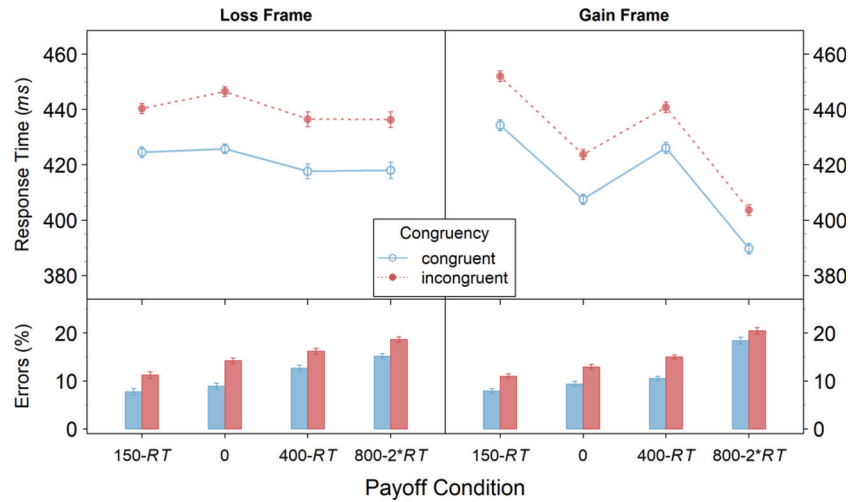 Loss Frame
Gain Frame
Response Time (ms)
460
440
420
400
380
460
440
420
400
380
Congruency
congruent
incongruent
Errors (%)
20
10
0
20
10
0
150-RT
0
400-RT
800-2*RT
150-RT
0
400-RT
800-2*RT
Payoff Condition